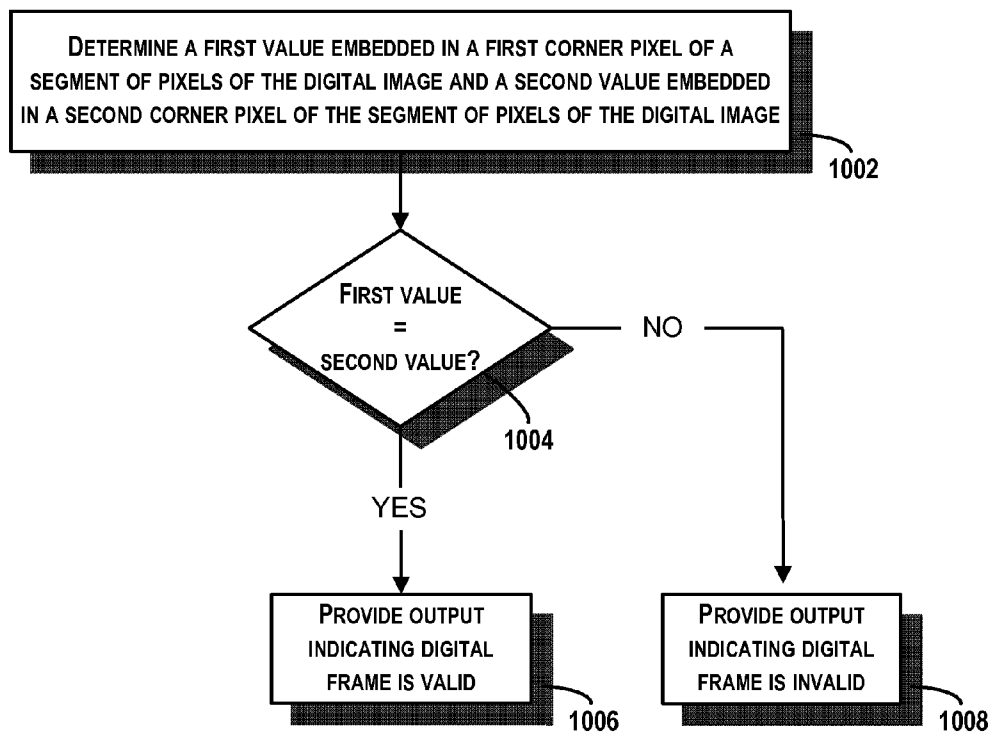 DETERMINE A FIRST VALUE EMBEDDED IN A FIRST CORNER PIXEL OF A
SEGMENT OF PIXELS OF THE DIGITAL IMAGE AND A SECOND VALUE EMBEDDED
IN A SECOND CORNER PIXEL OF THE SEGMENT OF PIXELS OF THE DIGITAL IMAGE
1002
FIRST VALUE
=
SECOND VALUE?
NO
1004
YES
PROVIDE OUTPUT
INDICATING DIGITAL
FRAME IS VALID
1006
PROVIDE OUTPUT
INDICATING DIGITAL
FRAME IS INVALID
1008